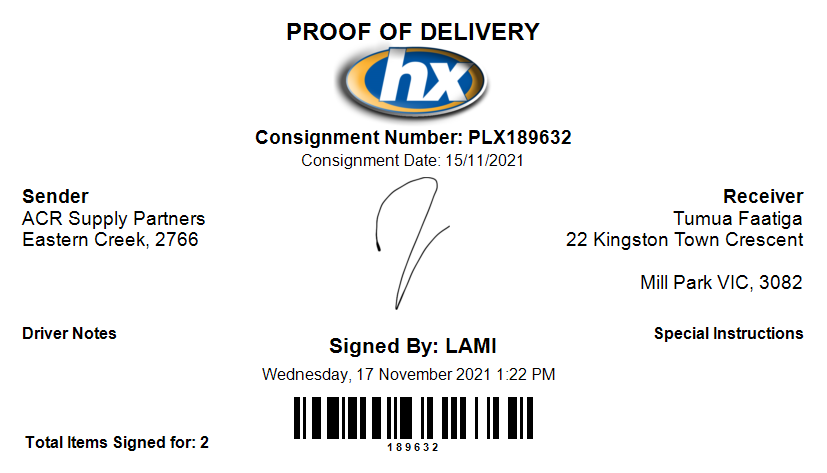 PROOF OF DELIVERY
hx
Consignment Number: PLX189632
Consignment Date: 15/11/2021
Sender
ACR Supply Partners
Eastern Creek, 2766
Receiver
Tumua Faatiga
22 Kingston Town Crescent
Mill Park VIC, 3082
Driver Notes
Special Instructions
Signed By: LAMI
Wednesday, 17 November 2021 1:22 PM
189632
Total Items Signed for: 2